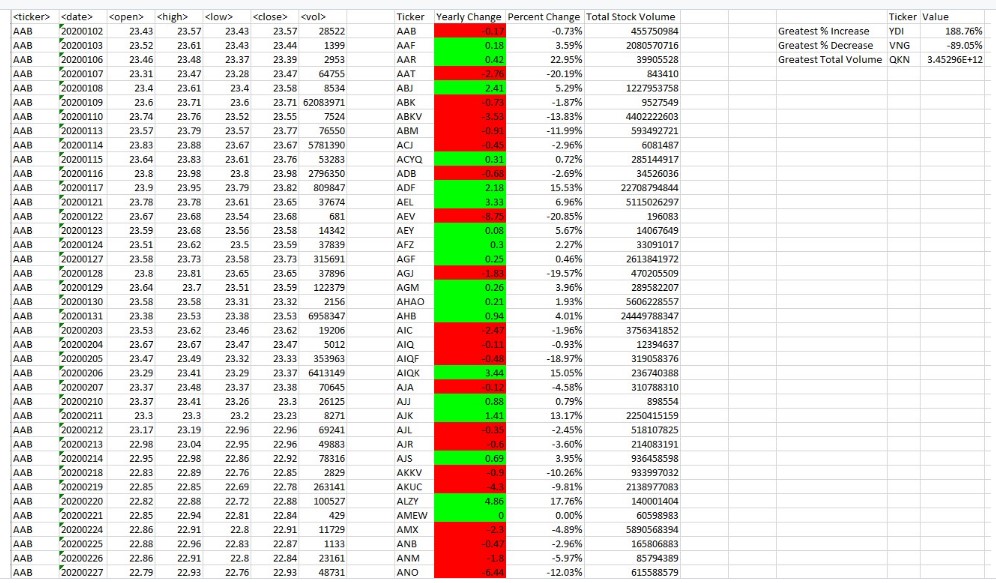 <ticker> <date> <open> <high> <low> <close> <vol> Ticker Yearly Change Percent Change Total Stock Volume Ticker Value
AAB 20200102 23.43 23.57 23.43 23.57 28522 AAB -0.17 -0.73% 455750984 Greatest % Increase YDI 188.76%
AAB 20200103 23.52 23.61 23.43 23.44 1399 AAF 0.18 3.59% 2080570716 Greatest % Decrease VNG -89.05%
AAB 20200106 23.46 23.48 23.37 23.39 2953 AAR 0.42 22.95% 39905528 Greatest Total Volume QKN 3.45296E+12
AAB 20200107 23.31 23.47 23.28 23.47 64755 AAT -2.76 -20.19% 843410
AAB 20200108 23.4 23.61 23.4 23.58 8534 ABJ 2.41 5.29% 1227953758
AAB 20200109 23.6 23.71 23.6 23.71 62083971 ABK -0.73 -1.87% 9527549
AAB 20200110 23.74 23.76 23.52 23.55 7524 ABKV -3.53 -13.83% 4402222603
AAB 20200113 23.57 23.79 23.57 23.77 76550 ABM -0.91 -11.99% 593492721
AAB 20200114 23.83 23.88 23.67 23.67 5781390 ACJ -0.45 -2.96% 6081487
AAB 20200115 23.64 23.83 23.61 23.76 53283 ACYQ 0.31 0.72% 285144917
AAB 20200116 23.8 23.98 23.8 23.98 2796350 ADB -0.68 -2.69% 34526036
AAB 20200117 23.9 23.95 23.79 23.82 809847 ADF 2.18 15.53% 22708794844
AAB 20200121 23.78 23.78 23.61 23.65 37674 AEL 3.33 6.96% 5115026297
AAB 20200122 23.67 23.68 23.54 23.68 681 AEV -8.75 -20.85% 196083
AAB 20200123 23.59 23.68 23.56 23.58 14342 AEY 0.08 5.67% 14067649
AAB 20200124 23.51 23.62 23.5 23.59 37839 AFZ 0.3 2.27% 33091017
AAB 20200127 23.58 23.73 23.58 23.73 315691 AGF 0.25 0.46% 2613841972
AAB 20200128 23.8 23.81 23.65 23.65 37896 AGJ -1.83 -19.57% 470205509
AAB 20200129 23.64 23.7 23.51 23.59 122379 AGM 0.26 3.96% 289582207
AAB 20200130 23.58 23.58 23.31 23.32 2156 AHAO 0.21 1.93% 5606228557
AAB 20200131 23.38 23.53 23.38 23.53 6958347 AHB 0.94 4.01% 24449788347
AAB 20200203 23.53 23.62 23.46 23.62 19206 AIC -2.47 -1.96% 3756341852
AAB 20200204 23.67 23.67 23.47 23.47 5012 AIQ -0.11 -0.93% 12394637
AAB 20200205 23.47 23.49 23.32 23.33 353963 AIQF -0.48 -18.97% 319058376
AAB 20200206 23.29 23.41 23.29 23.37 6413149 AIQK 3.44 15.05% 236740388
AAB 20200207 23.37 23.48 23.37 23.38 70645 AJA -0.12 -4.58% 310788310
AAB 20200210 23.37 23.41 23.26 23.3 26125 AJJ 0.88 0.79% 898554
AAB 20200211 23.3 23.3 23.2 23.23 8271 AJK 1.41 13.17% 2250415159
AAB 20200212 23.17 23.19 22.96 22.96 69241 AJL -0.35 -2.45% 518107825
AAB 20200213 22.98 23.04 22.95 22.96 49883 AJR -0.6 -3.60% 214083191
AAB 20200214 22.95 22.98 22.86 22.92 78316 AJS 0.69 3.95% 936458598
AAB 20200218 22.83 22.89 22.76 22.85 2829 AKKV -0.9 -10.26% 933997032
AAB 20200219 22.85 22.85 22.69 22.78 263141 AKUC -4.3 -9.81% 2138977083
AAB 20200220 22.82 22.88 22.72 22.88 100527 ALZY 4.86 17.76% 140001404
AAB 20200221 22.85 22.94 22.81 22.84 429 AMEW 0 0.00% 60598983
AAB 20200224 22.86 22.91 22.8 22.91 11729 AMX -2.3 -4.89% 5890568394
AAB 20200225 22.88 22.96 22.83 22.87 1133 ANB -0.47 -2.96% 165806883
AAB 20200226 22.86 22.91 22.8 22.84 23161 ANM -1.8 -5.97% 85794389
AAB 20200227 22.79 22.93 22.76 22.93 48731 ANO -6.44 -12.03% 615588579